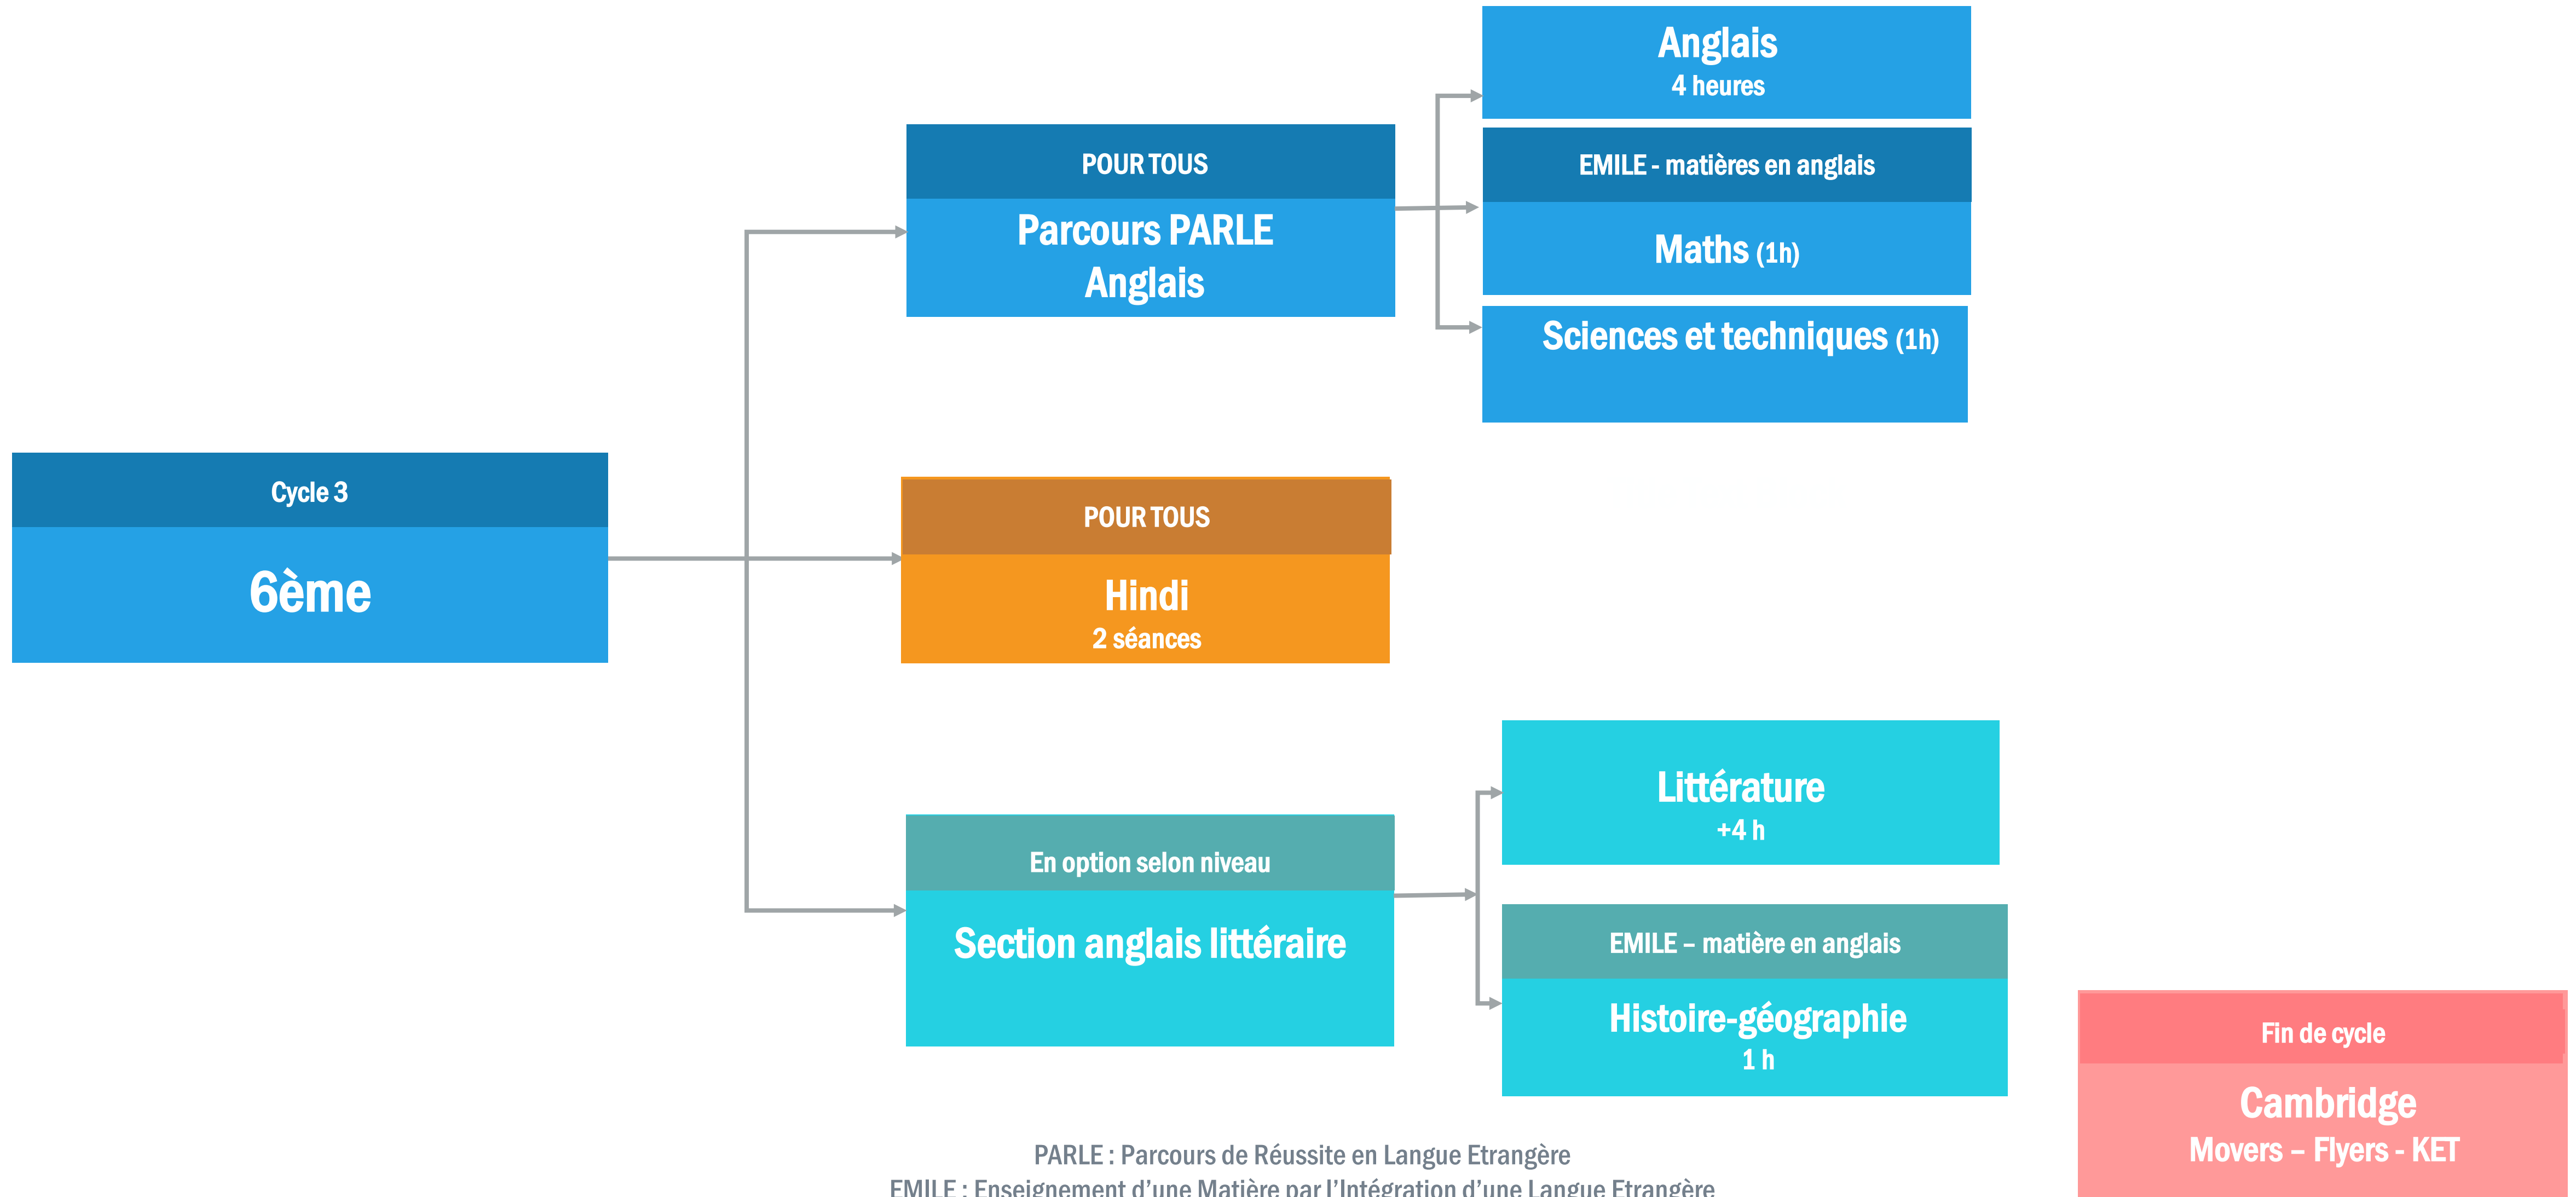 Cycle 3
6ème
POUR TOUS
Parcours PARLE
Anglais
Anglais
4 heures
EMILE - matières en anglais
Maths (1h)
Sciences et techniques (1h)
POUR TOUS
Hindi
2 séances
En option selon niveau
Section anglais littéraire
Littérature
+4 h
EMILE – matière en anglais
Histoire-géographie
1 h
Fin de cycle
Cambridge
Movers – Flyers - KET
PARLE : Parcours de Réussite en Langue Etrangère
EMILE : Enseignement d’une Matière par l’Intégration d’une Langue Etrangère